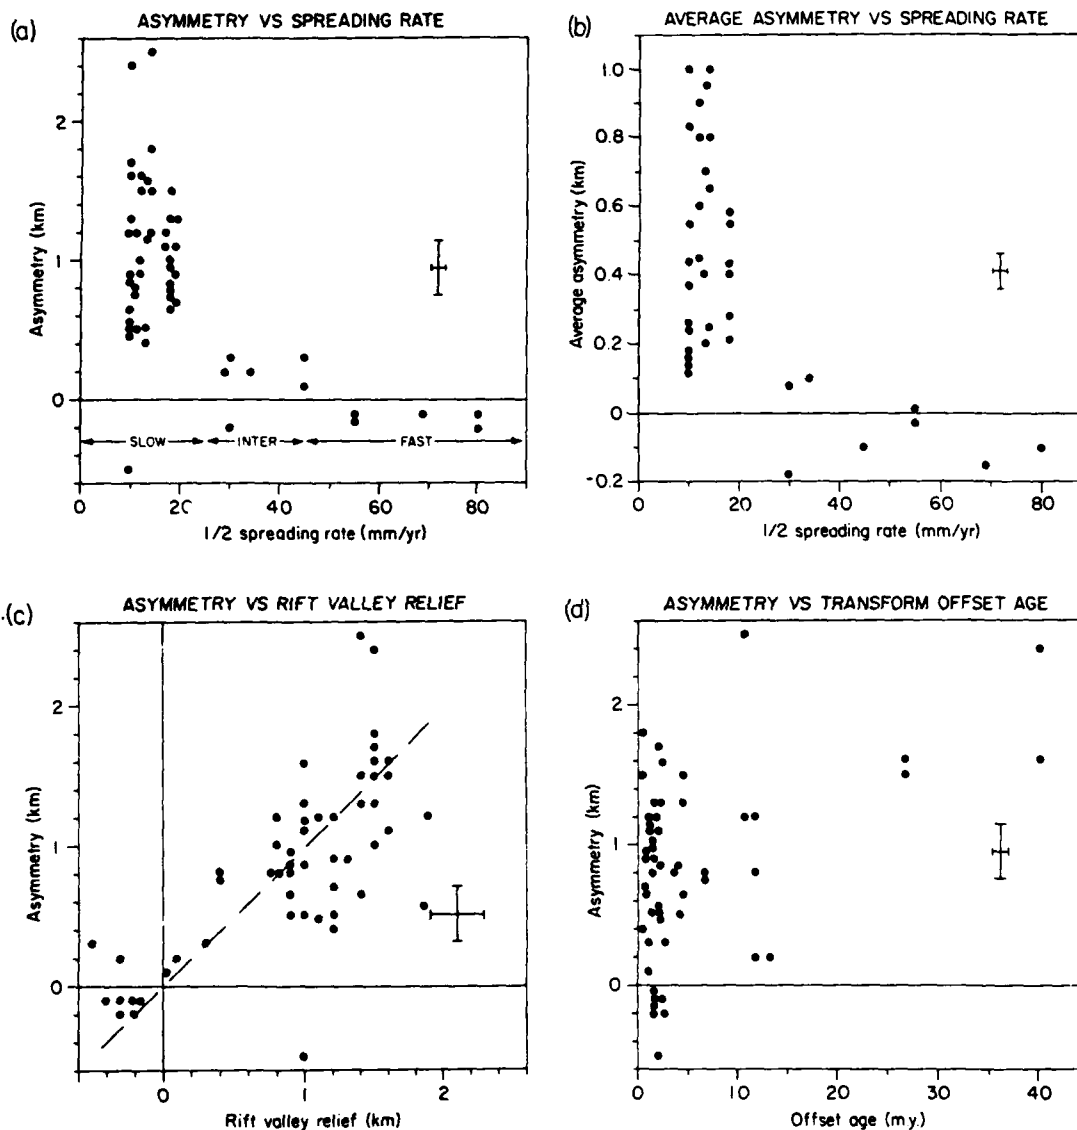 (a)
ASYMMETRY VS SPREADING RATE
2
1
0
Asymmetry (km)
SLOW
INTER
FAST
0
20
40
60
80
1/2 spreading rate (mm/yr)
(b)
AVERAGE ASYMMETRY VS SPREADING RATE
1.0
0.8
0.6
0.4
0.2
0
-0.2
Average asymmetry (km)
0
20
40
60
80
1/2 spreading rate (mm/yr)
(c)
ASYMMETRY VS RIFT VALLEY RELIEF
2
1
0
Asymmetry (km)
0
1
2
Rift valley relief (km)
(d)
ASYMMETRY VS TRANSFORM OFFSET AGE
2
1
0
Asymmetry (km)
0
10
20
30
40
Offset age (m.y.)